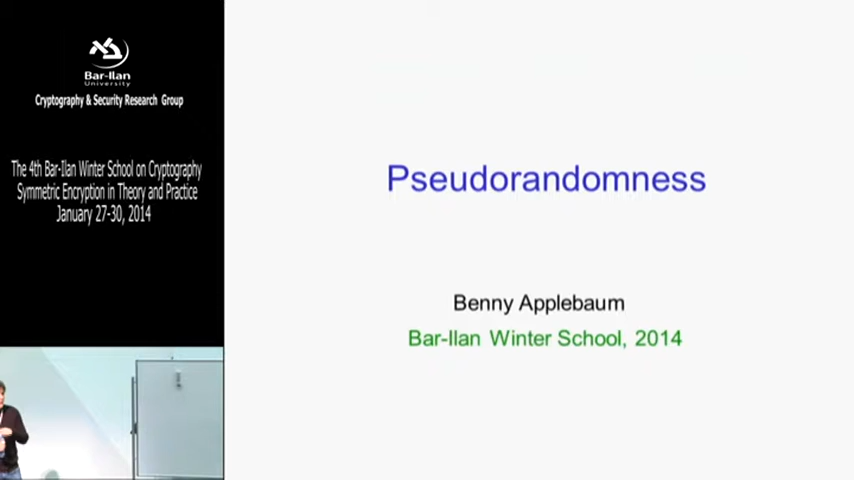 Bar-Ilan
University
Cryptography & Security Research Group
The 4th Bar-Ilan Winter School on Cryptography
Symmetric Encryption in Theory and Practice
January 27-30, 2014
Pseudorandomness
Benny Applebaum
Bar-Ilan Winter School, 2014